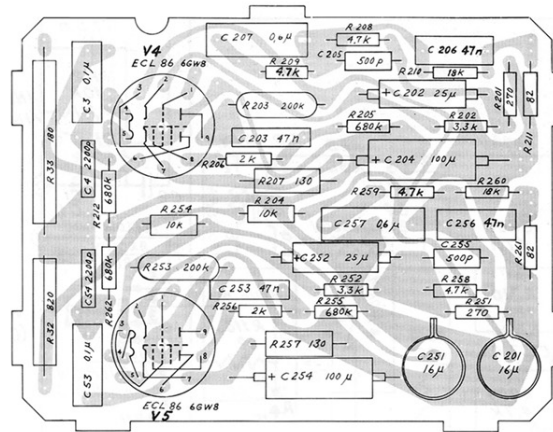 V4
ECL 86 6GW8
C 207 0,6µ
R 208
4.7k
C 205
500p
C 206 47n
R 209
4.7k
R 210
18k
C 3 0,1µ
R 203 200k
C 202 25µ
R 201
270
R 211
82
R 205
680k
R 202
3.3k
R 33 180
C 203 47n
C 4 2200p
R 206
2k
C 204 100µ
R 207 130
R 212
680k
R 259
4.7k
R 260
18k
R 204
10k
R 254
10k
C 257 0,6µ
C 256 47n
R 261
82
C 54 2200p
R 262
680k
R 253 200k
C 252 25µ
C 255
500p
C 253 47n
R 252
3.3k
R 258
4.7k
R 256
2k
R 255
680k
R 251
270
R 32 820
C 53 0,1µ
R 257 130
C 254 100µ
C 251
16µ
C 201
16µ
ECL 86 6GW8
V5